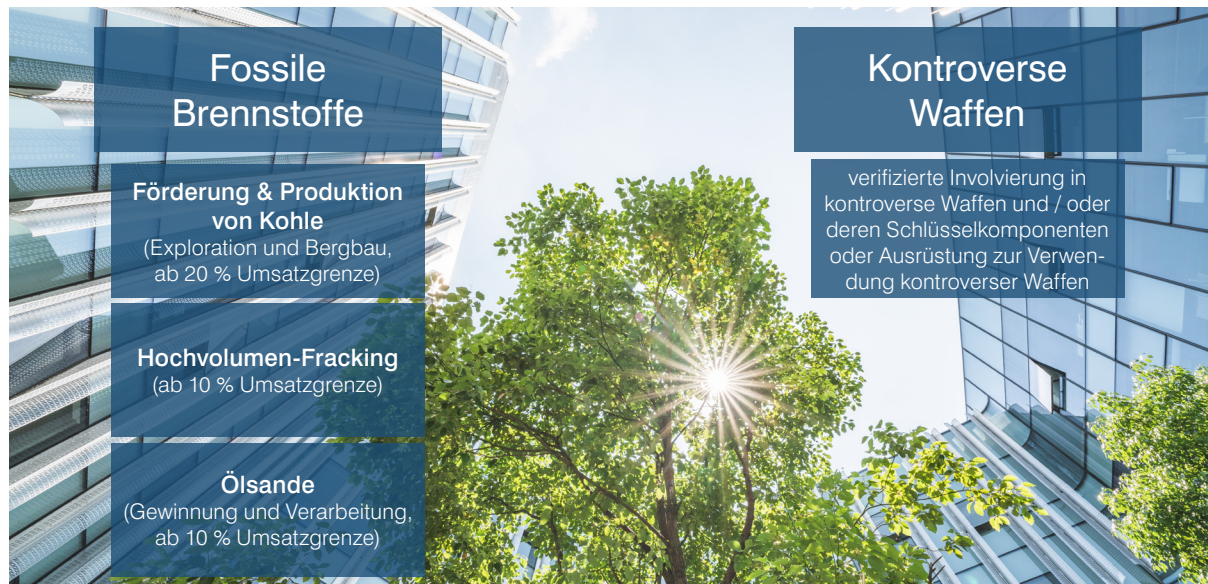 Fossile
Brennstoffe
Förderung & Produktion
von Kohle
(Exploration und Bergbau,
ab 20 % Umsatzgrenze)
Hochvolumen-Fracking
(ab 10 % Umsatzgrenze)
Ölsande
(Gewinnung und Verarbeitung,
ab 10 % Umsatzgrenze)
Kontroverse
Waffen
verifizierte Involvierung in
kontroverse Waffen und / oder
deren Schlüsselkomponenten
oder Ausrüstung zur Verwen-
dung kontroverser Waffen